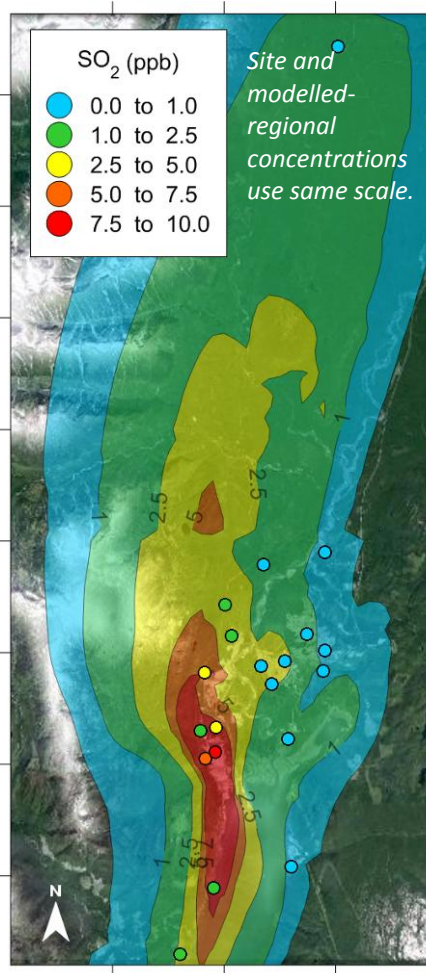 SO2 (ppb)
0.0 to 1.0
1.0 to 2.5
2.5 to 5.0
5.0 to 7.5
7.5 to 10.0
Site and
modelled-
regional
concentrations
use same scale.
1
2.5
1
2.5
5
5
1
2.5
1
2.5
N